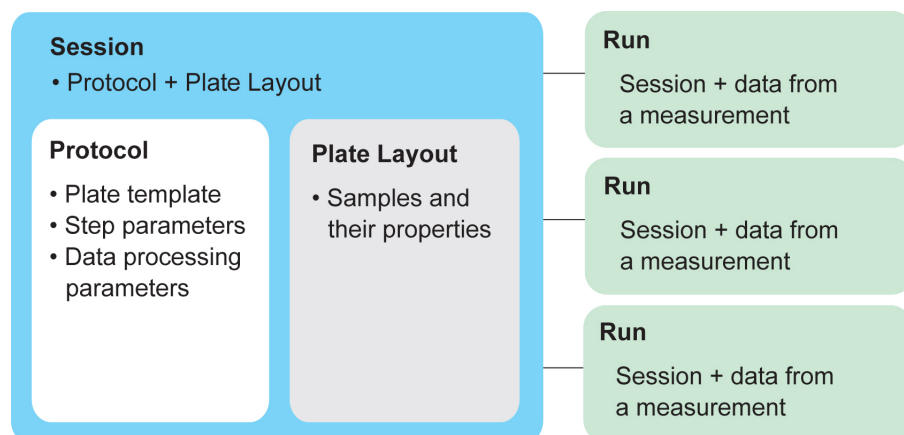 Session
• Protocol + Plate Layout
Protocol
• Plate template
• Step parameters
• Data processing
parameters
Plate Layout
• Samples and
their properties
Run
Session + data from
a measurement
Run
Session + data from
a measurement
Run
Session + data from
a measurement